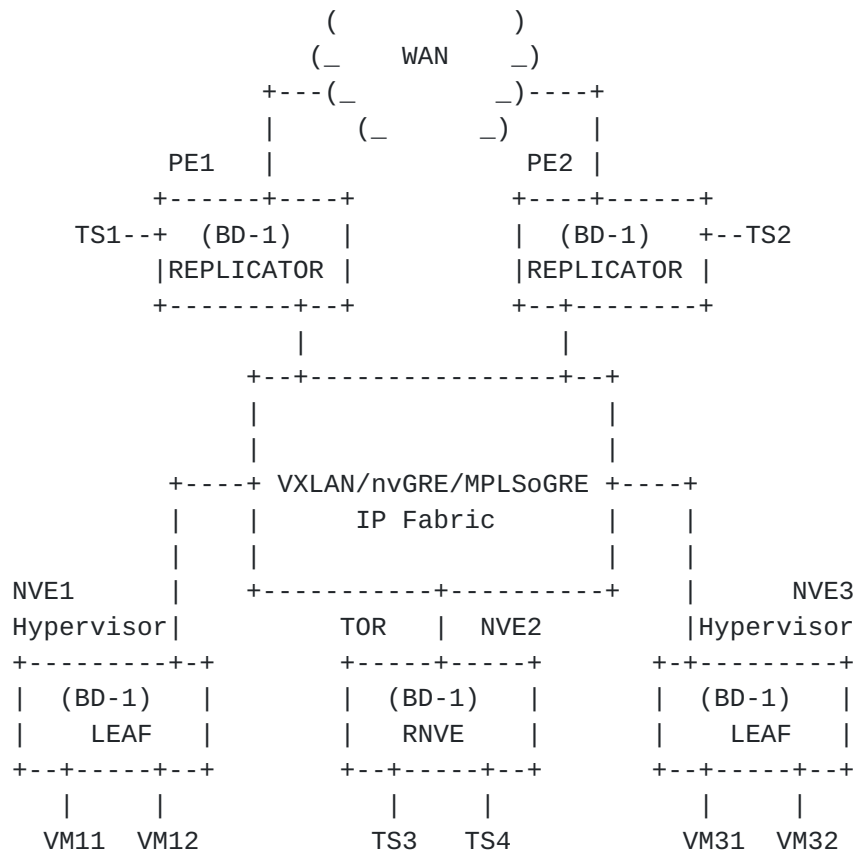 WAN
PE1 PE2
TS1 (BD-1) (BD-1) TS2
REPLICATOR REPLICATOR
VXLAN/nvGRE/MPLSoGRE
IP Fabric
NVE1 NVE3
Hypervisor TOR NVE2 Hypervisor
(BD-1) (BD-1) (BD-1)
LEAF RNVE LEAF
VM11 VM12 TS3 TS4 VM31 VM32